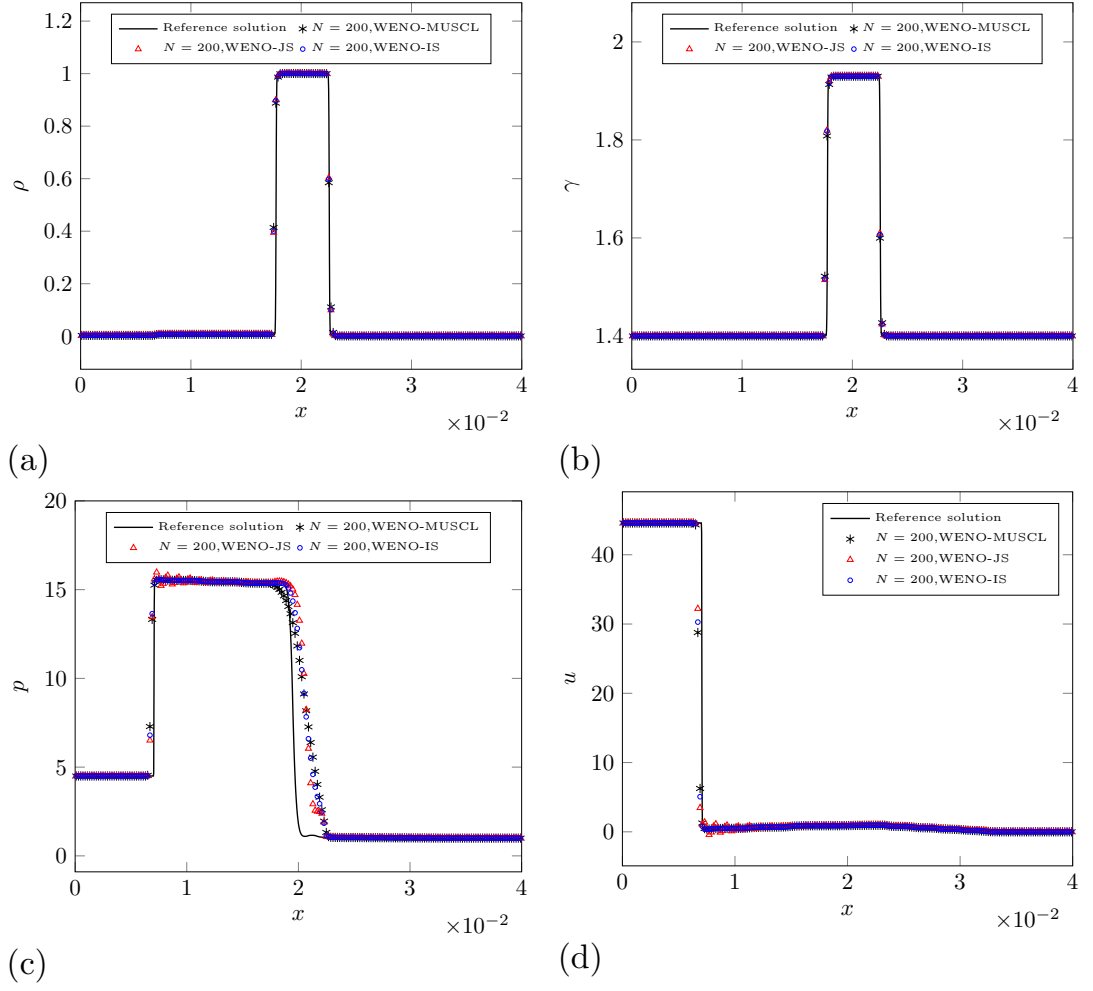 Reference solution
N = 200,WENO-MUSCL
N = 200,WENO-JS
N = 200,WENO-IS
1.2
1
0.8
0.6
0.4
0.2
0
ρ
0 1 2 3 4
x
×10−2
(a)
Reference solution
N = 200,WENO-MUSCL
N = 200,WENO-JS
N = 200,WENO-IS
2
1.8
1.6
1.4
γ
0 1 2 3 4
x
×10−2
(b)
Reference solution
N = 200,WENO-MUSCL
N = 200,WENO-JS
N = 200,WENO-IS
20
15
10
5
0
p
0 1 2 3 4
x
×10−2
(c)
Reference solution
N = 200,WENO-MUSCL
N = 200,WENO-JS
N = 200,WENO-IS
40
30
20
10
0
u
0 1 2 3 4
x
×10−2
(d)